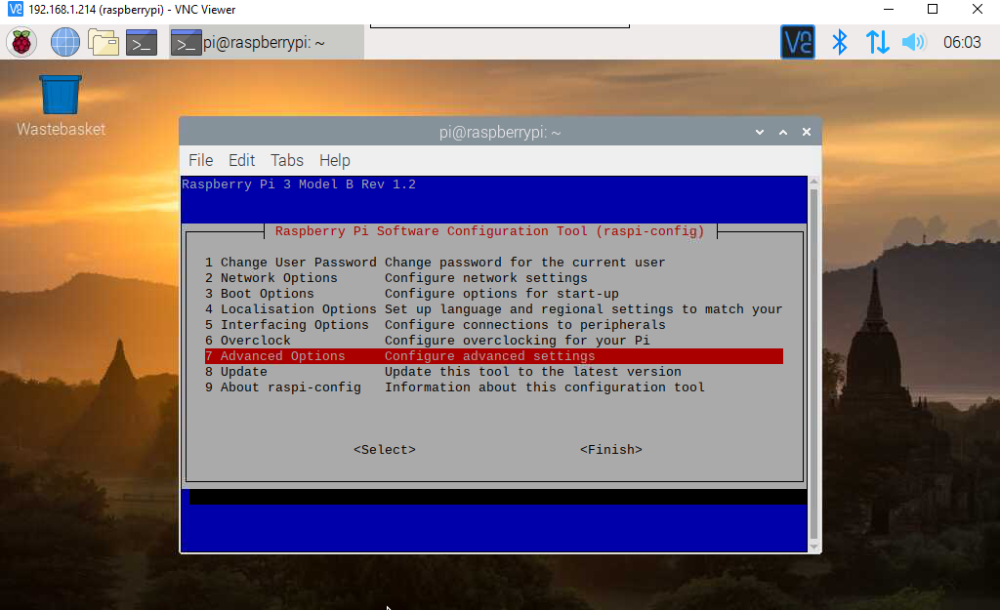 192.168.1.214 (raspberrypi) - VNC Viewer
pi@raspberrypi: ~
06:03
Wastebasket
pi@raspberrypi: ~
File Edit Tabs Help
Raspberry Pi 3 Model B Rev 1.2
Raspberry Pi Software Configuration Tool (raspi-config)
1 Change User Password Change password for the current user
2 Network Options Configure network settings
3 Boot Options Configure options for start-up
4 Localisation Options Set up language and regional settings to match your
5 Interfacing Options Configure connections to peripherals
6 Overclock Configure overclocking for your Pi
7 Advanced Options Configure advanced settings
8 Update Update this tool to the latest version
9 About raspi-config Information about this configuration tool
<Select> <Finish>